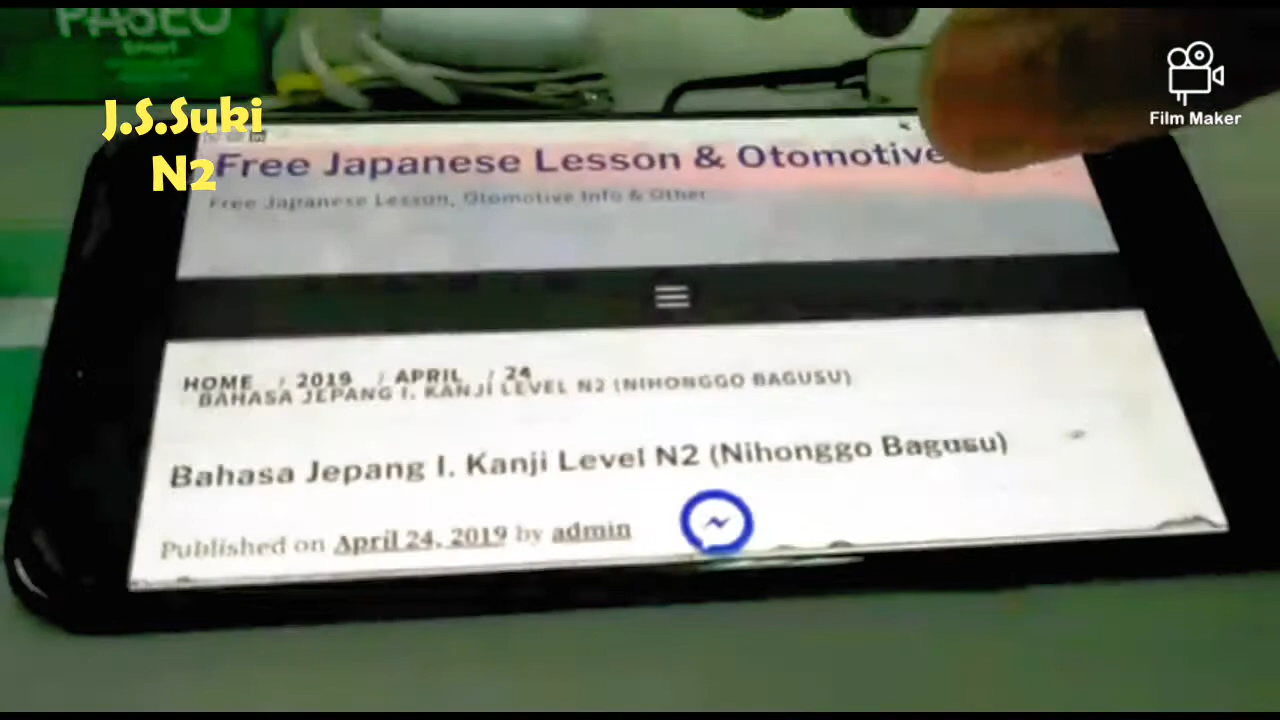 PASEO
Smart
J.S.Suki
N2
Film Maker
Free Japanese Lesson & Otomotive
Free Japanese Lesson, Otomotive Info & Other
HOME / 2019 / APRIL / 24
BAHASA JEPANG I. KANJI LEVEL N2 (NIHONGGO BAGUSU)
Bahasa Jepang I. Kanji Level N2 (Nihonggo Bagusu)
Published on April 24, 2019 by admin